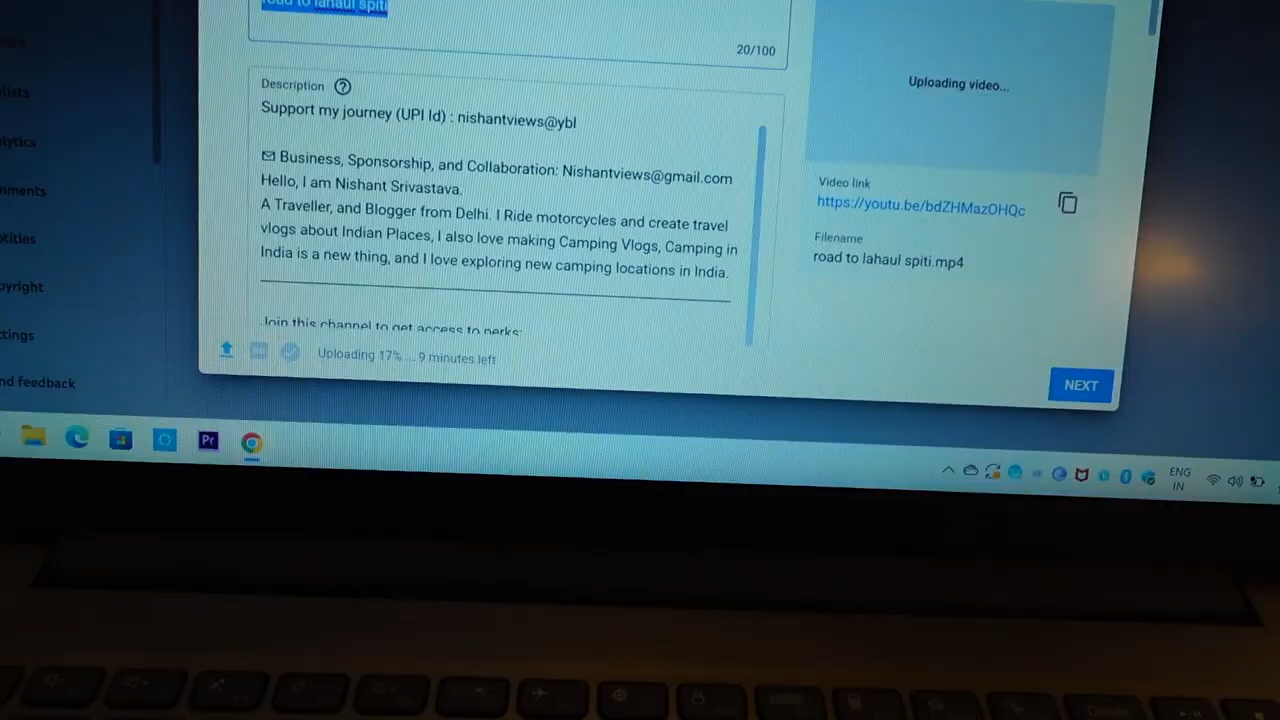 road to lahaul spiti
20/100
Description ?
Support my journey (UPI Id) : nishantviews@ybl
Business, Sponsorship, and Collaboration: Nishantviews@gmail.com
Hello, I am Nishant Srivastava.
A Traveller, and Blogger from Delhi. I Ride motorcycles and create travel
vlogs about Indian Places, I also love making Camping Vlogs, Camping in
India is a new thing, and I love exploring new camping locations in India.
Join this channel to get access to perks:
Uploading 17% ... 9 minutes left
Uploading video...
Video link
https://youtu.be/bdZHMazOHQc
Filename
road to lahaul spiti.mp4
NEXT
lists
lytics
mments
titles
pyright
ttings
nd feedback
Pr
ENG
IN